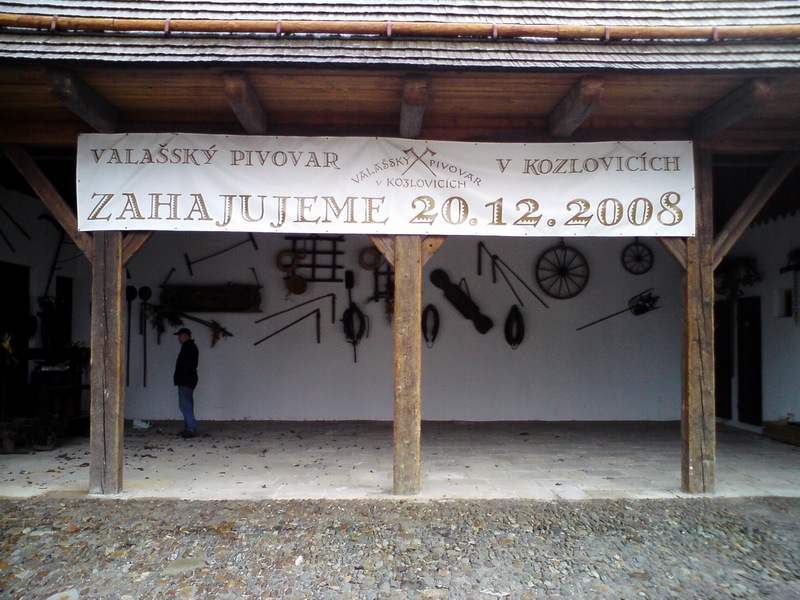 VALAŠSKÝ PIVOVAR
VALAŠSKÝ PIVOVAR
V KOZLOVICÍCH
V KOZLOVICÍCH
ZAHAJUJEME 20.12.2008